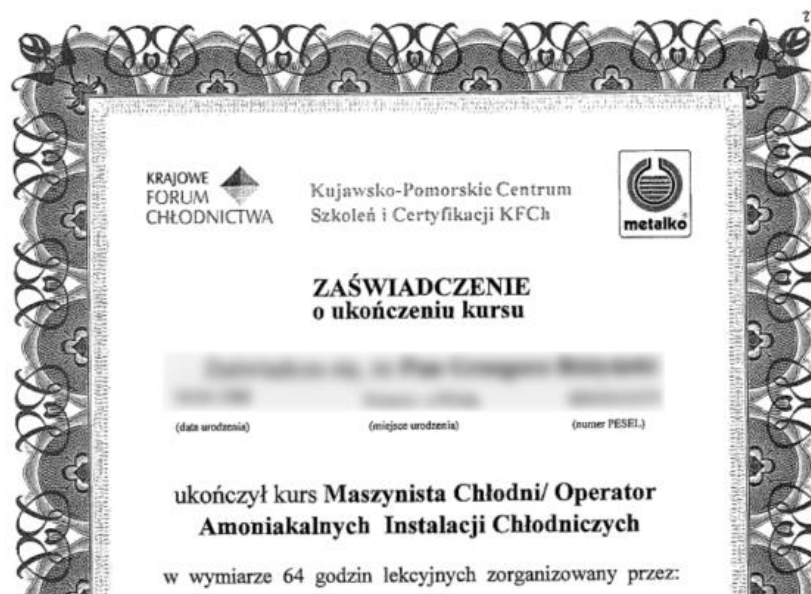 KRAJOWE
FORUM
CHŁODNICTWA
Kujawsko-Pomorskie Centrum
Szkoleń i Certyfikacji KFCh
metalko
ZAŚWIADCZENIE
o ukończeniu kursu
(data urodzenia) (miejsce urodzenia) (numer PESEL)
ukończył kurs Maszynista Chłodni/ Operator
Amoniakalnych Instalacji Chłodniczych
w wymiarze 64 godzin lekcyjnych zorganizowany przez: